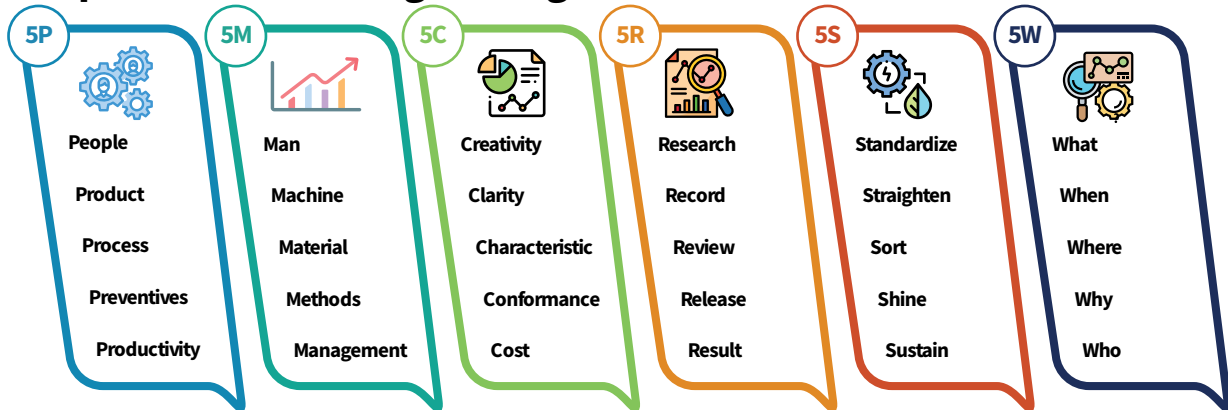 5P
People
Product
Process
Preventives
Productivity
5M
Man
Machine
Material
Methods
Management
5C
Creativity
Clarity
Characteristic
Conformance
Cost
5R
Research
Record
Review
Release
Result
5S
Standardize
Straighten
Sort
Shine
Sustain
5W
What
When
Where
Why
Who